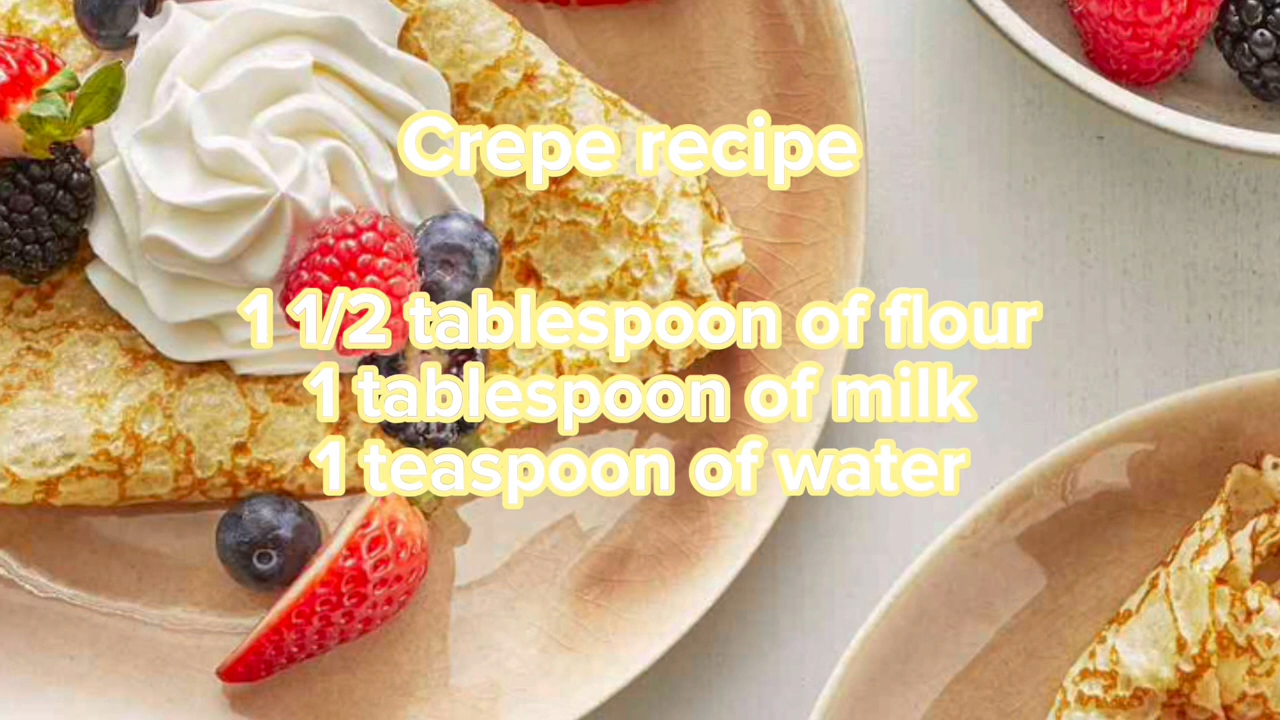 Crepe recipe
1 1/2 tablespoon of flour
1 tablespoon of milk
1 teaspoon of water